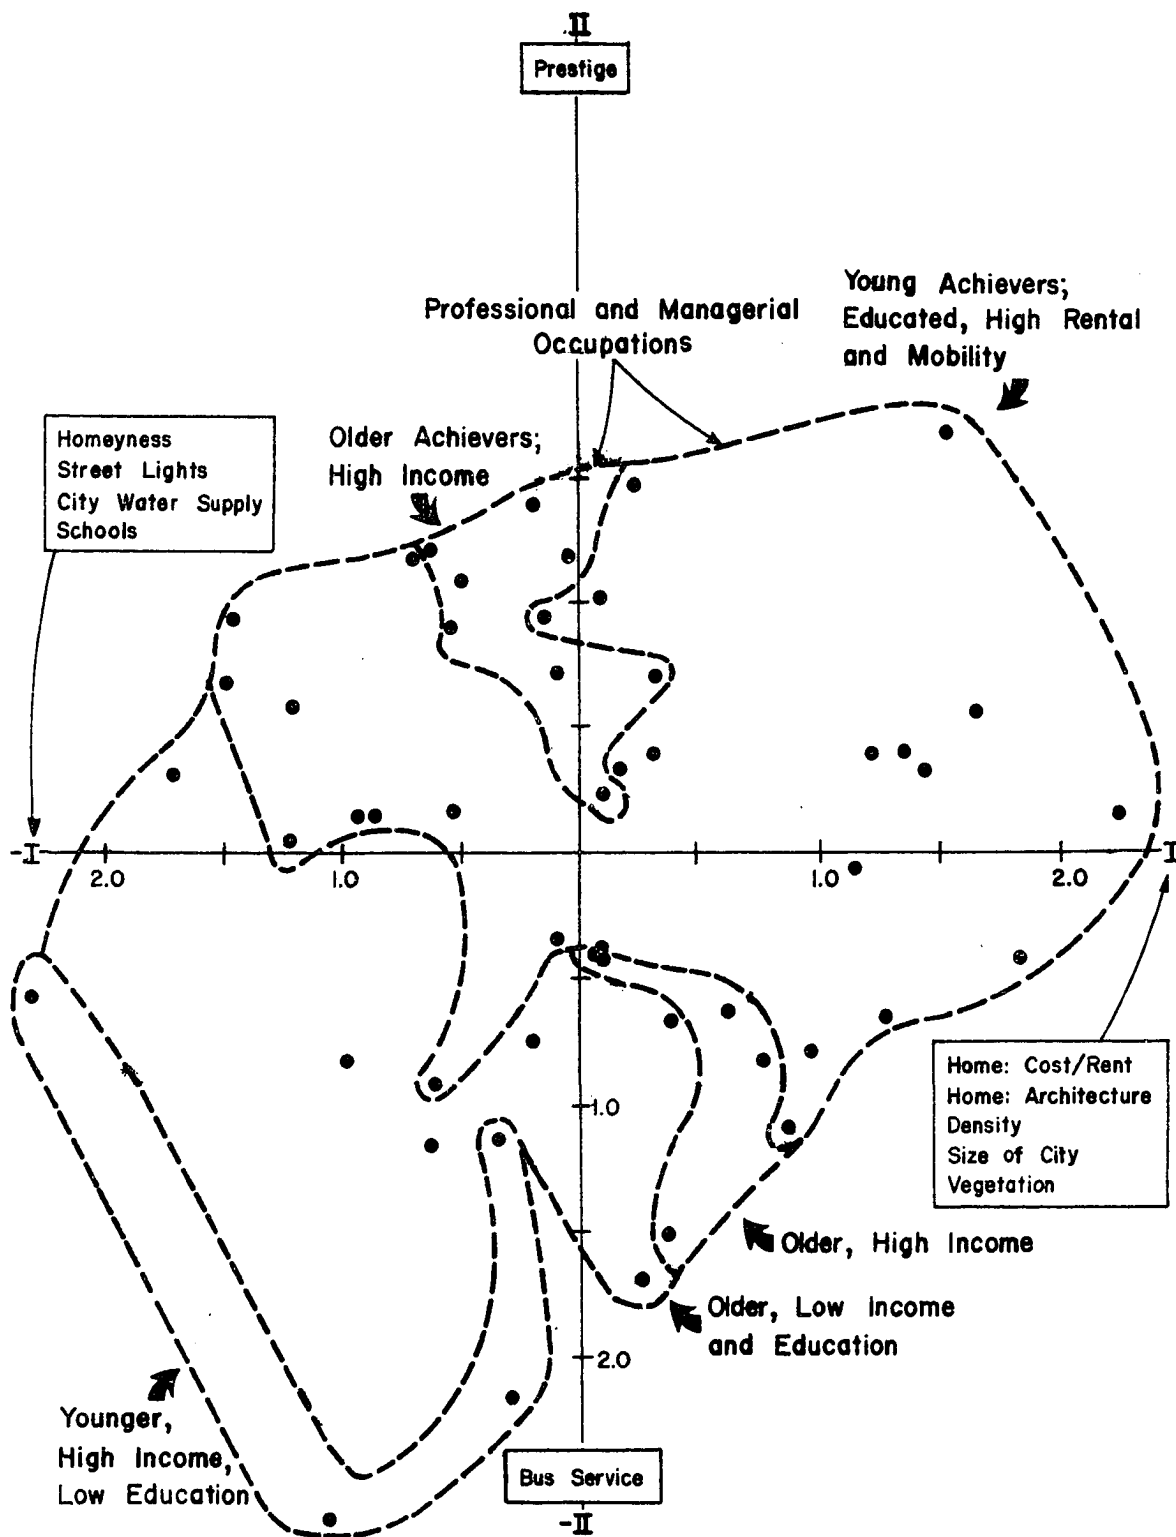 II
Prestige
Young Achievers;
Educated, High Rental
and Mobility
Professional and Managerial
Occupations
Older Achievers;
High Income
Homeyness
Street Lights
City Water Supply
Schools
-I
I
2.0
1.0
1.0
2.0
1.0
Home: Cost/Rent
Home: Architecture
Density
Size of City
Vegetation
Older, High Income
Older, Low Income
and Education
2.0
Younger,
High Income,
Low Education
Bus Service
-II